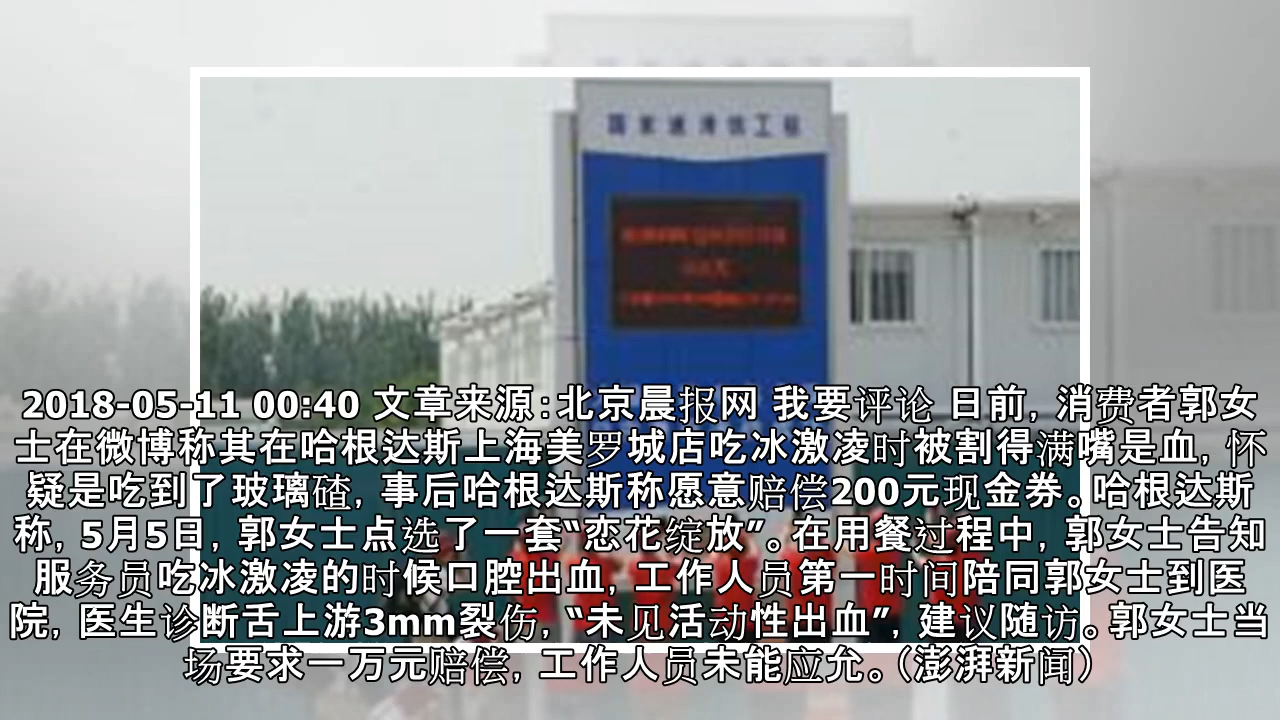 2018-05-11 00:40 文章来源：北京晨报网 我要评论 日前，消费者郭女
士在微博称其在哈根达斯上海美罗城店吃冰激凌时被割得满嘴是血，怀
疑是吃到了玻璃碴，事后哈根达斯称愿意赔偿200元现金券。哈根达斯
称，5月5日，郭女士点选了一套“恋花绽放”。在用餐过程中，郭女士告知
服务员吃冰激凌的时候口腔出血，工作人员第一时间陪同郭女士到医
院，医生诊断舌上游3mm裂伤，“未见活动性出血”，建议随访。郭女士当
场要求一万元赔偿，工作人员未能应允。（澎湃新闻）